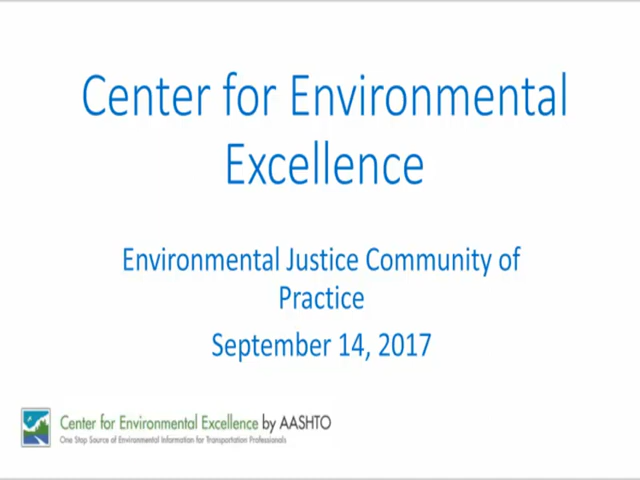 Center for Environmental
Excellence
Environmental Justice Community of
Practice
September 14, 2017
Center for Environmental Excellence by AASHTO
One Stop Source of Environmental Information for Transportation Professionals